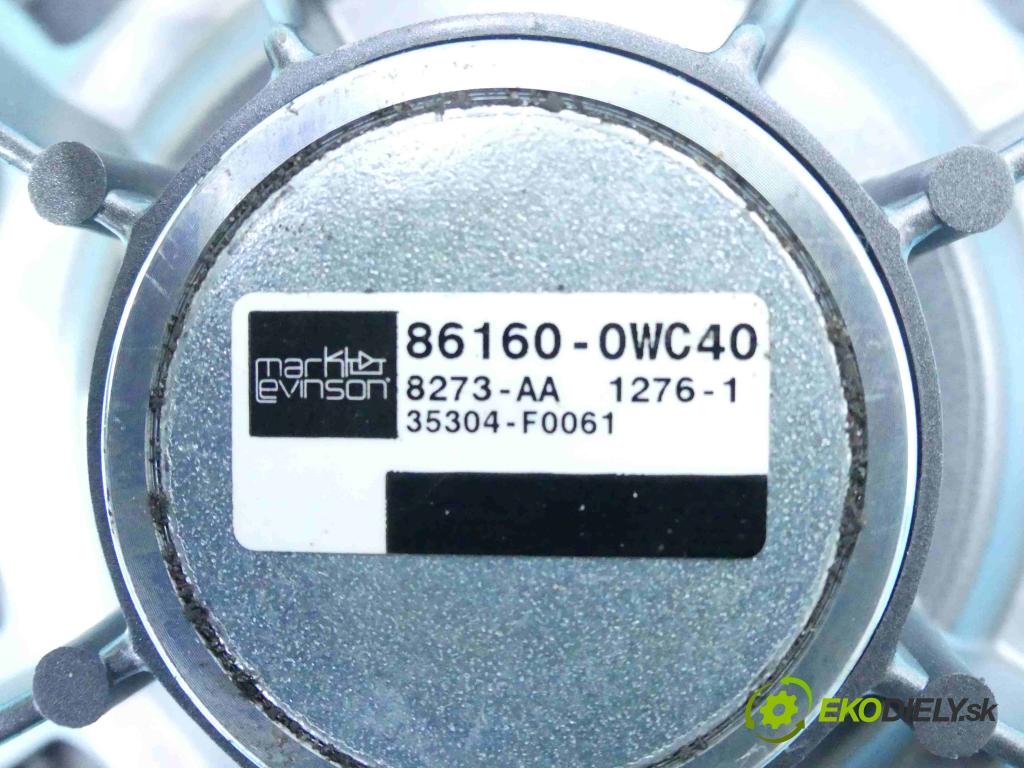 mark levinson
86160-0WC40
8273-AA 1276-1
35304-F0061
EKODIELY.sk